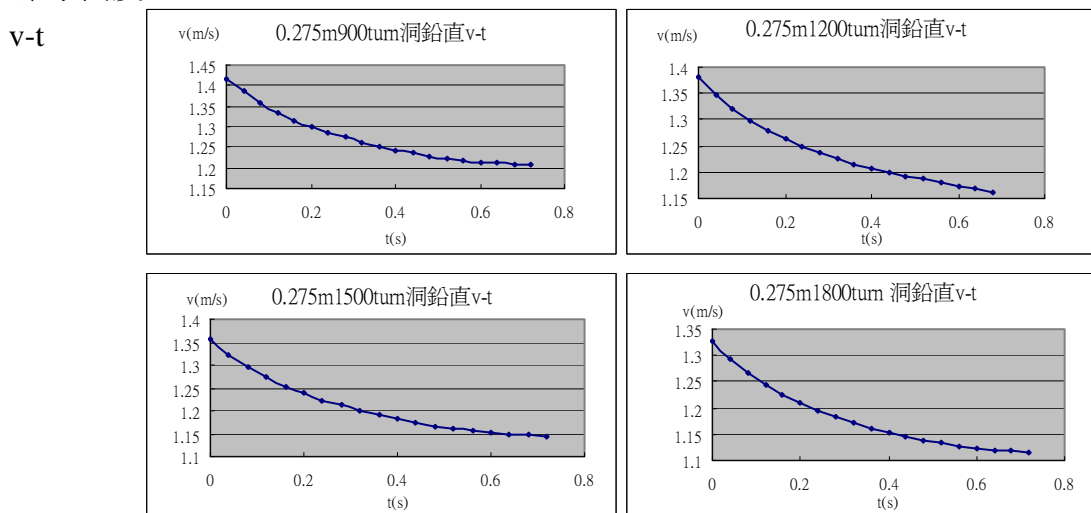 v-t
0.275m900turn洞鉛直v-t
v(m/s)
1.45
1.4
1.35
1.3
1.25
1.2
1.15
0 0.2 0.4 0.6 0.8
t(s)
0.275m1200turn洞鉛直v-t
v(m/s)
1.4
1.35
1.3
1.25
1.2
1.15
0 0.2 0.4 0.6 0.8
t(s)
0.275m1500turn洞鉛直v-t
v(m/s)
1.4
1.35
1.3
1.25
1.2
1.15
1.1
0 0.2 0.4 0.6 0.8
t(s)
0.275m1800turn 洞鉛直v-t
v(m/s)
1.35
1.3
1.25
1.2
1.15
1.1
0 0.2 0.4 0.6 0.8
t(s)